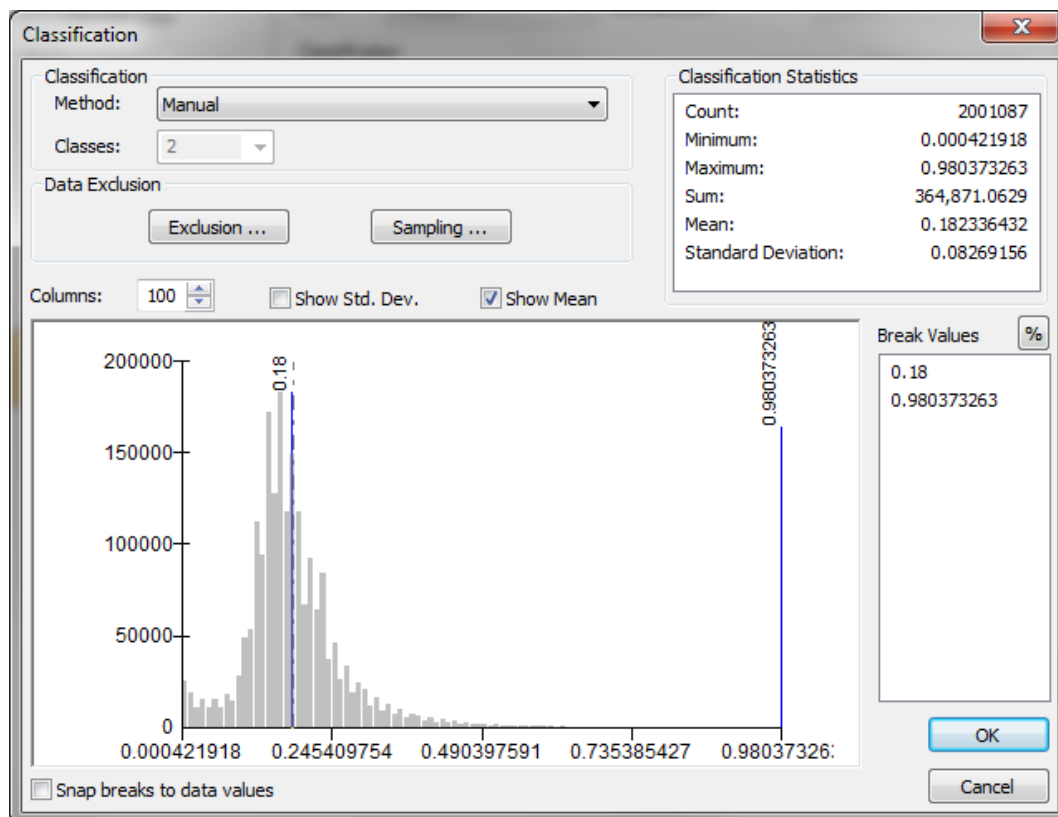 Classification
Classification
Method:
Manual
Classes:
2
Data Exclusion
Exclusion ...
Sampling ...
Classification Statistics
Count: 2001087
Minimum: 0.000421918
Maximum: 0.980373263
Sum: 364,871.0629
Mean: 0.182336432
Standard Deviation: 0.08269156
Columns:
100
Show Std. Dev.
Show Mean
Break Values
%
0.18
0.980373263
200000
150000
100000
50000
0
0.18
0.980373263
0.000421918
0.245409754
0.490397591
0.735385427
0.98037326
Snap breaks to data values
OK
Cancel